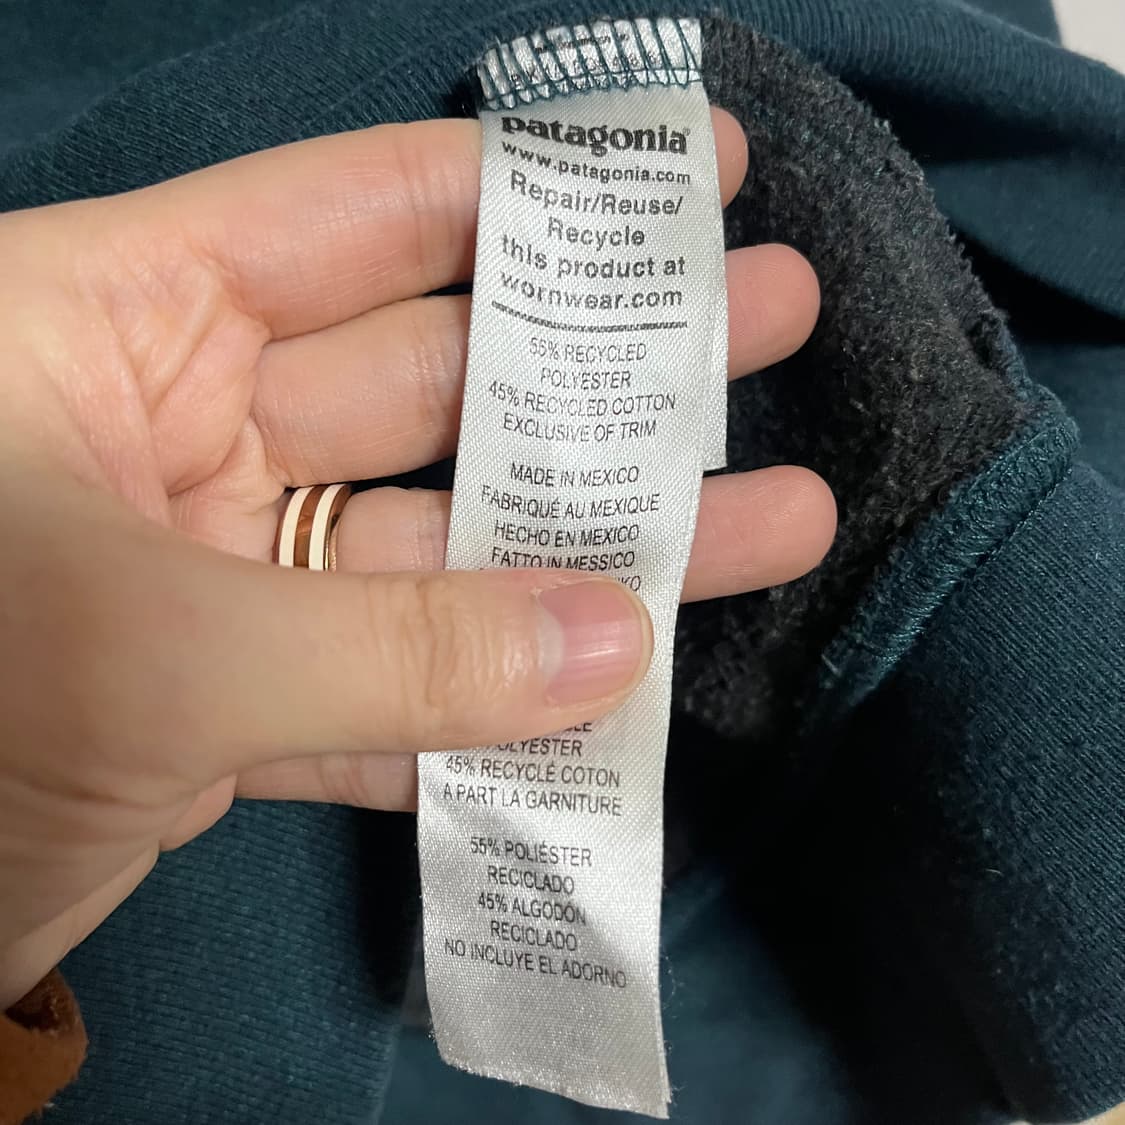 patagonia®
www.patagonia.com
Repair/Reuse/
Recycle
this product at
wornwear.com
55% RECYCLED
POLYESTER
45% RECYCLED COTTON
EXCLUSIVE OF TRIM
MADE IN MEXICO
FABRIQUÉ AU MEXIQUE
HECHO EN MEXICO
FATTO IN MESSICO
POLYESTER
45% RECYCLÉ COTON
A PART LA GARNITURE
55% POLIÉSTER
RECICLADO
45% ALGODÓN
RECICLADO
NO INCLUYE EL ADORNO